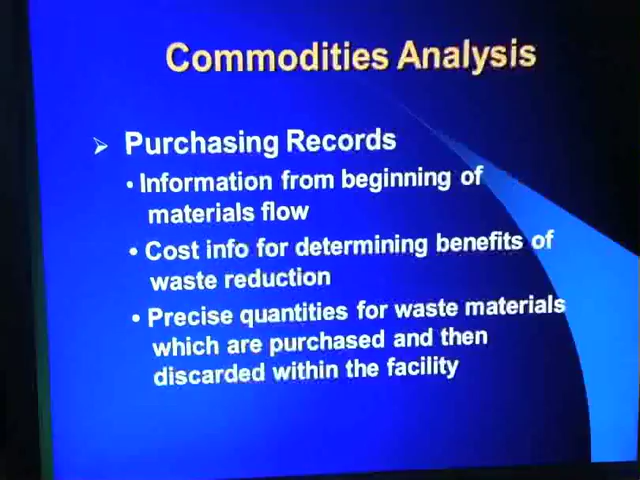 Commodities Analysis
Purchasing Records
• Information from beginning of
materials flow
• Cost info for determining benefits of
waste reduction
• Precise quantities for waste materials
which are purchased and then
discarded within the facility